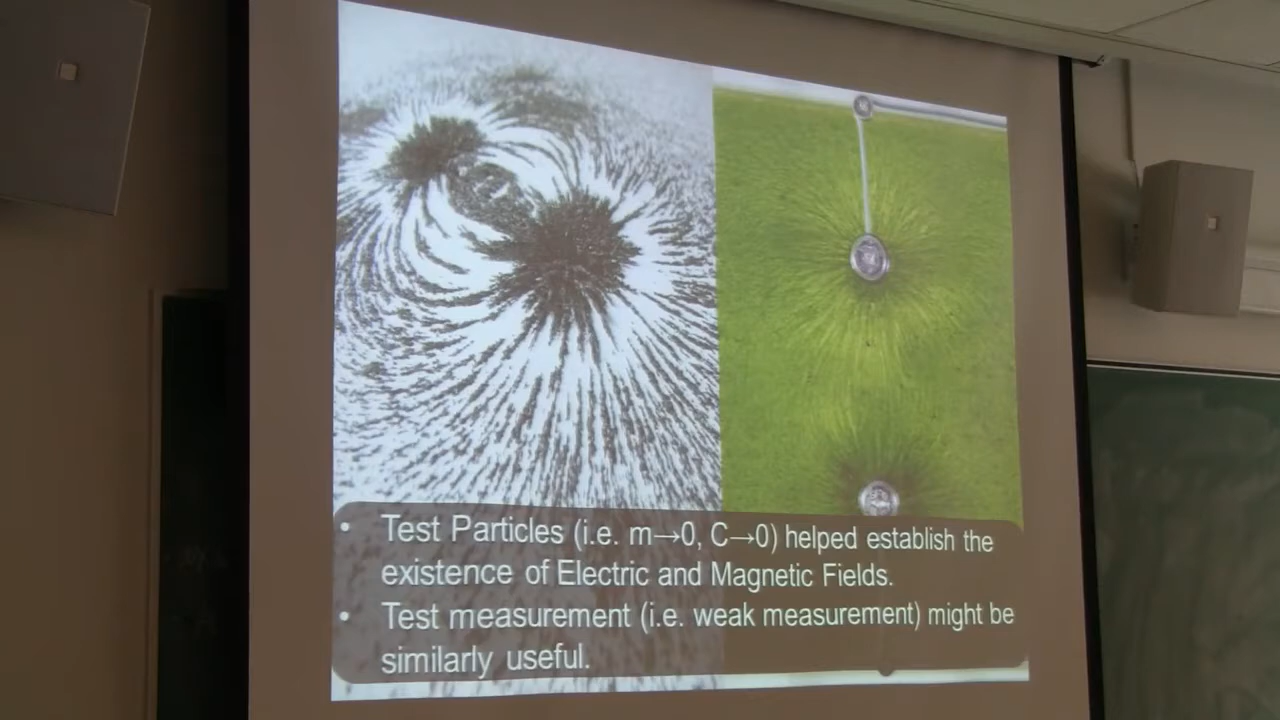 • Test Particles (i.e. m→0, C→0) helped establish the
existence of Electric and Magnetic Fields.
• Test measurement (i.e. weak measurement) might be
similarly useful.